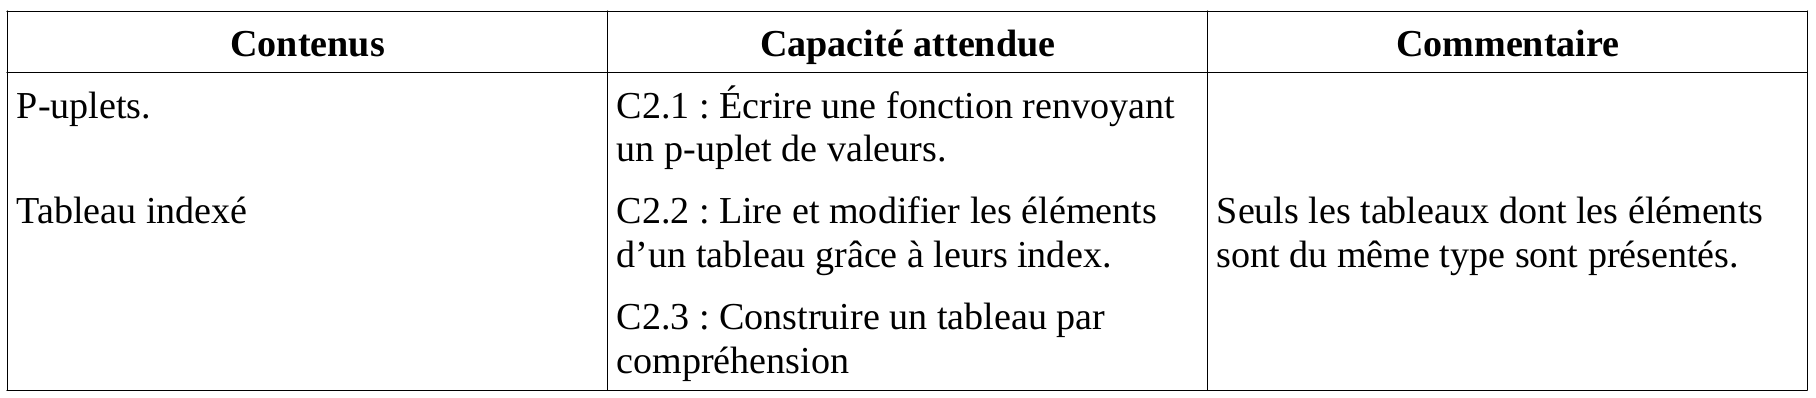 Contenus
Capacité attendue
Commentaire
P-uplets.
C2.1 : Écrire une fonction renvoyant
un p-uplet de valeurs.
Tableau indexé
C2.2 : Lire et modifier les éléments
d’un tableau grâce à leurs index.
Seuls les tableaux dont les éléments
sont du même type sont présentés.
C2.3 : Construire un tableau par
compréhension